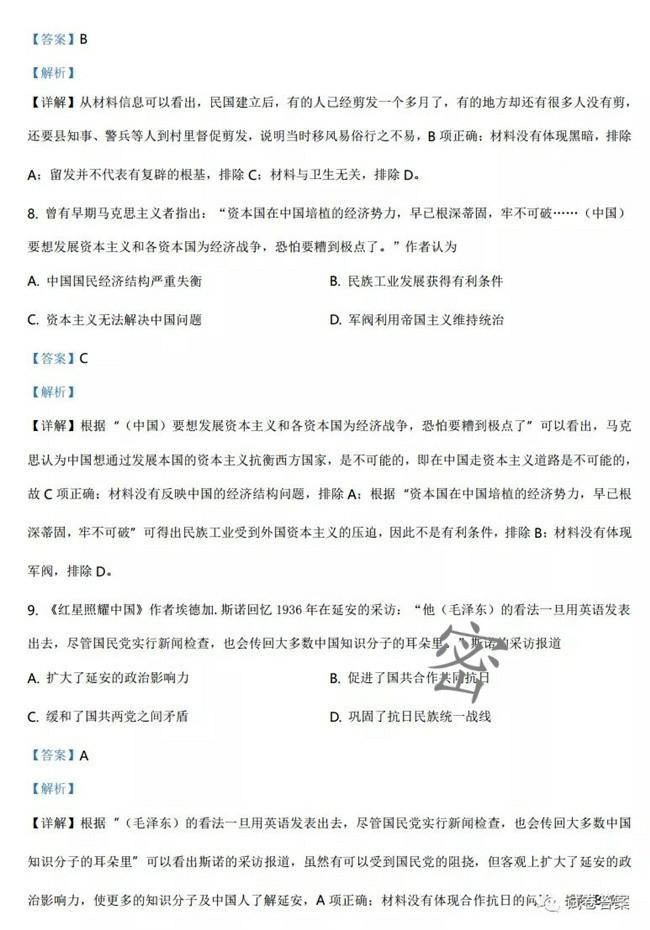 【答案】B
【解析】
【详解】从材料信息可以看出，民国建立后，有的人已经剪发一个多月了，有的地方却还有很多人没有剪，
还要县知事、警兵等人到村里督促剪发，说明当时移风易俗行之不易，B 项正确；材料没有体现黑暗，排除
A；留发并不代表有复辟的根基，排除 C；材料与卫生无关，排除 D。
8. 曾有早期马克思主义者指出：“资本国在中国培植的经济势力，早已根深蒂固，牢不可破……（中国）
要想发展资本主义和各资本国为经济战争，恐怕要糟到极点了。”作者认为
A. 中国国民经济结构严重失衡 B. 民族工业发展获得有利条件
C. 资本主义无法解决中国问题 D. 军阀利用帝国主义维持统治
【答案】C
【解析】
【详解】根据“（中国）要想发展资本主义和各资本国为经济战争，恐怕要糟到极点了”可以看出，马克
思认为中国想通过发展本国的资本主义抗衡西方国家，是不可能的，即在中国走资本主义道路是不可能的，
故 C 项正确；材料没有反映中国的经济结构问题，排除 A；根据“资本国在中国培植的经济势力，早已根
深蒂固，牢不可破”可得出民族工业受到外国资本主义的压迫，因此不是有利条件，排除 B；材料没有体现
军阀，排除 D。
9. 《红星照耀中国》作者埃德加.斯诺回忆 1936 年在延安的采访：“他（毛泽东）的看法一旦用英语发表
出去，尽管国民党实行新闻检查，也会传回大多数中国知识分子的耳朵里。”斯诺的采访报道
A. 扩大了延安的政治影响力 B. 促进了国共合作共同抗日
C. 缓和了国共两党之间矛盾 D. 巩固了抗日民族统一战线
密
【答案】A
【解析】
【详解】根据“（毛泽东）的看法一旦用英语发表出去，尽管国民党实行新闻检查，也会传回大多数中国
知识分子的耳朵里”可以看出斯诺的采访报道，虽然有可以受到国民党的阻挠，但客观上扩大了延安的政
治影响力，使更多的知识分子及中国人了解延安，A 项正确；材料没有体现合作抗日的问
试卷答案